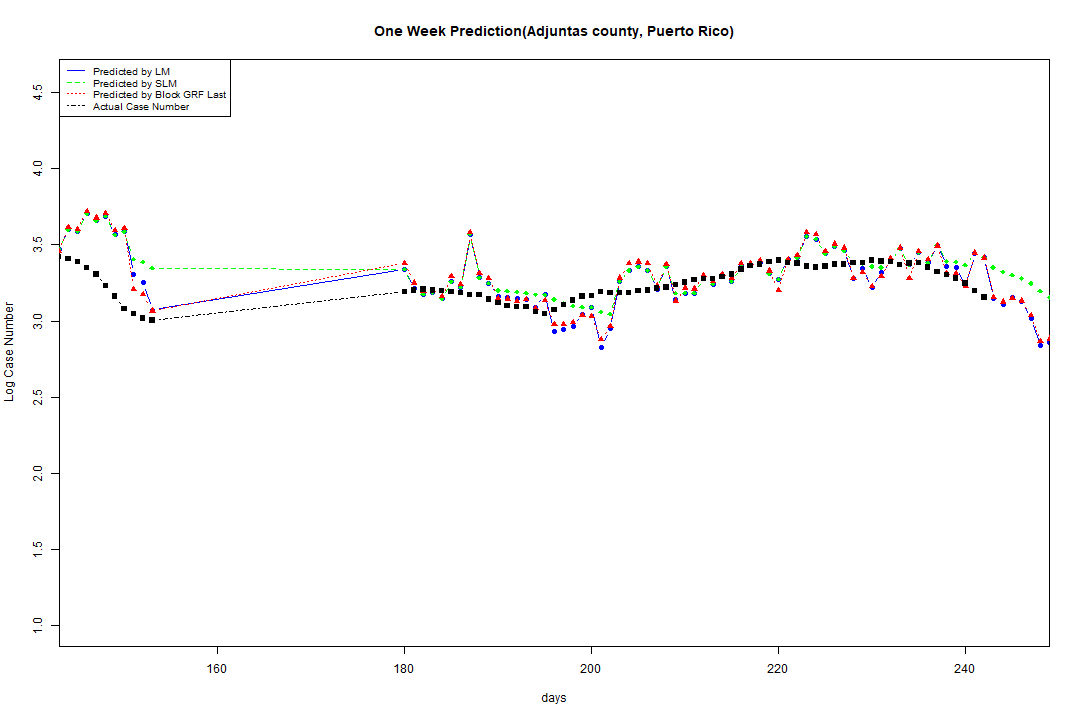 One Week Prediction(Adjuntas county, Puerto Rico)
Predicted by LM
Predicted by SLM
Predicted by Block GRF Last
Actual Case Number
4.5
4.0
3.5
3.0
2.5
2.0
1.5
1.0
Log Case Number
160 180 200 220 240
days